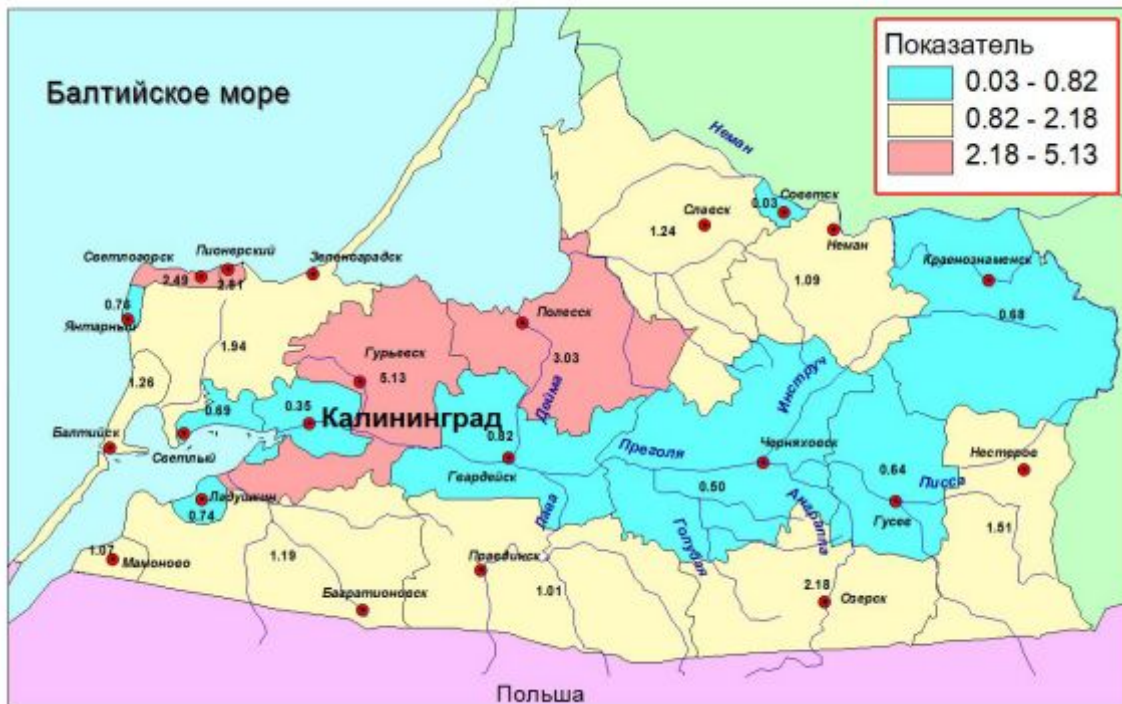 Показатель
0.03 - 0.82
0.82 - 2.18
2.18 - 5.13
Балтийское море
Неман
Советск
0.03
Славск
1.24
Неман
1.09
Краснознаменск
0.68
Светлогорск
Пионерский
Зеленоградск
2.49
2.81
0.76
Янтарный
1.94
Полесск
3.03
Гурьевск
5.13
Дейма
Инструч
1.26
0.69
0.35
Калининград
0.82
Балтийск
Светлый
Преголя
Черняховск
Нестеров
Гвардейск
0.64
Писса
Ладушкин
0.74
Лава
0.50
Анграпа
Гусев
Голубая
1.51
1.07
Мамоново
1.19
Правдинск
1.01
2.18
Озерск
Багратионовск
Польша